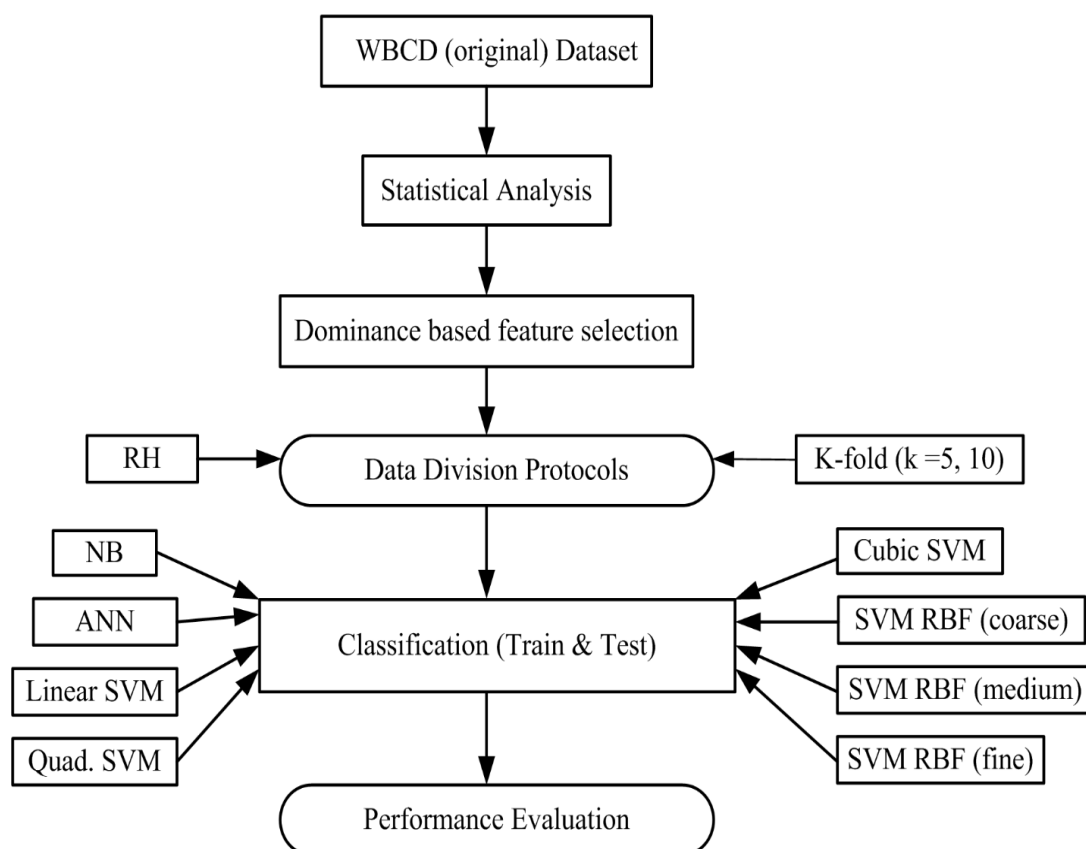 WBCD (original) Dataset
Statistical Analysis
Dominance based feature selection
RH
Data Division Protocols
K-fold (k =5, 10)
NB
Cubic SVM
ANN
Classification (Train & Test)
SVM RBF (coarse)
Linear SVM
SVM RBF (medium)
Quad. SVM
SVM RBF (fine)
Performance Evaluation